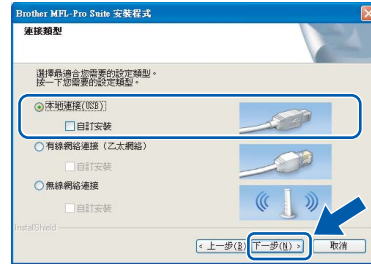 Brother MFL-Pro Suite 安裝程式
連接類型
選擇最適合您需要的設定類型。
按一下您需要的設定類型。
本地連接(USB)
自訂安裝
有線網絡連接（乙太網絡）
自訂安裝
無線網絡連接
自訂安裝
InstallShield
< 上一步(B)
下一步(N) >
取消